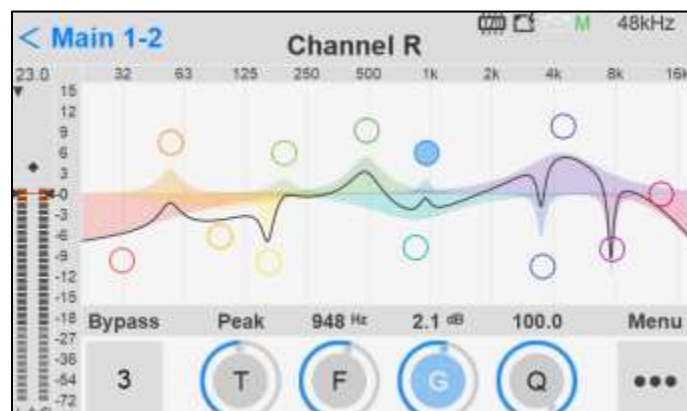 < Main 1-2
Channel R
M
48kHz
23.0
32 63 125 250 500 1k 2k 4k 8k 16k
15
12
9
6
3
0
-3
-6
-9
-12
-15
-18
-27
-36
-54
-72
Bypass Peak 948 Hz 2.1 dB 100.0 Menu
3 T F G Q •••